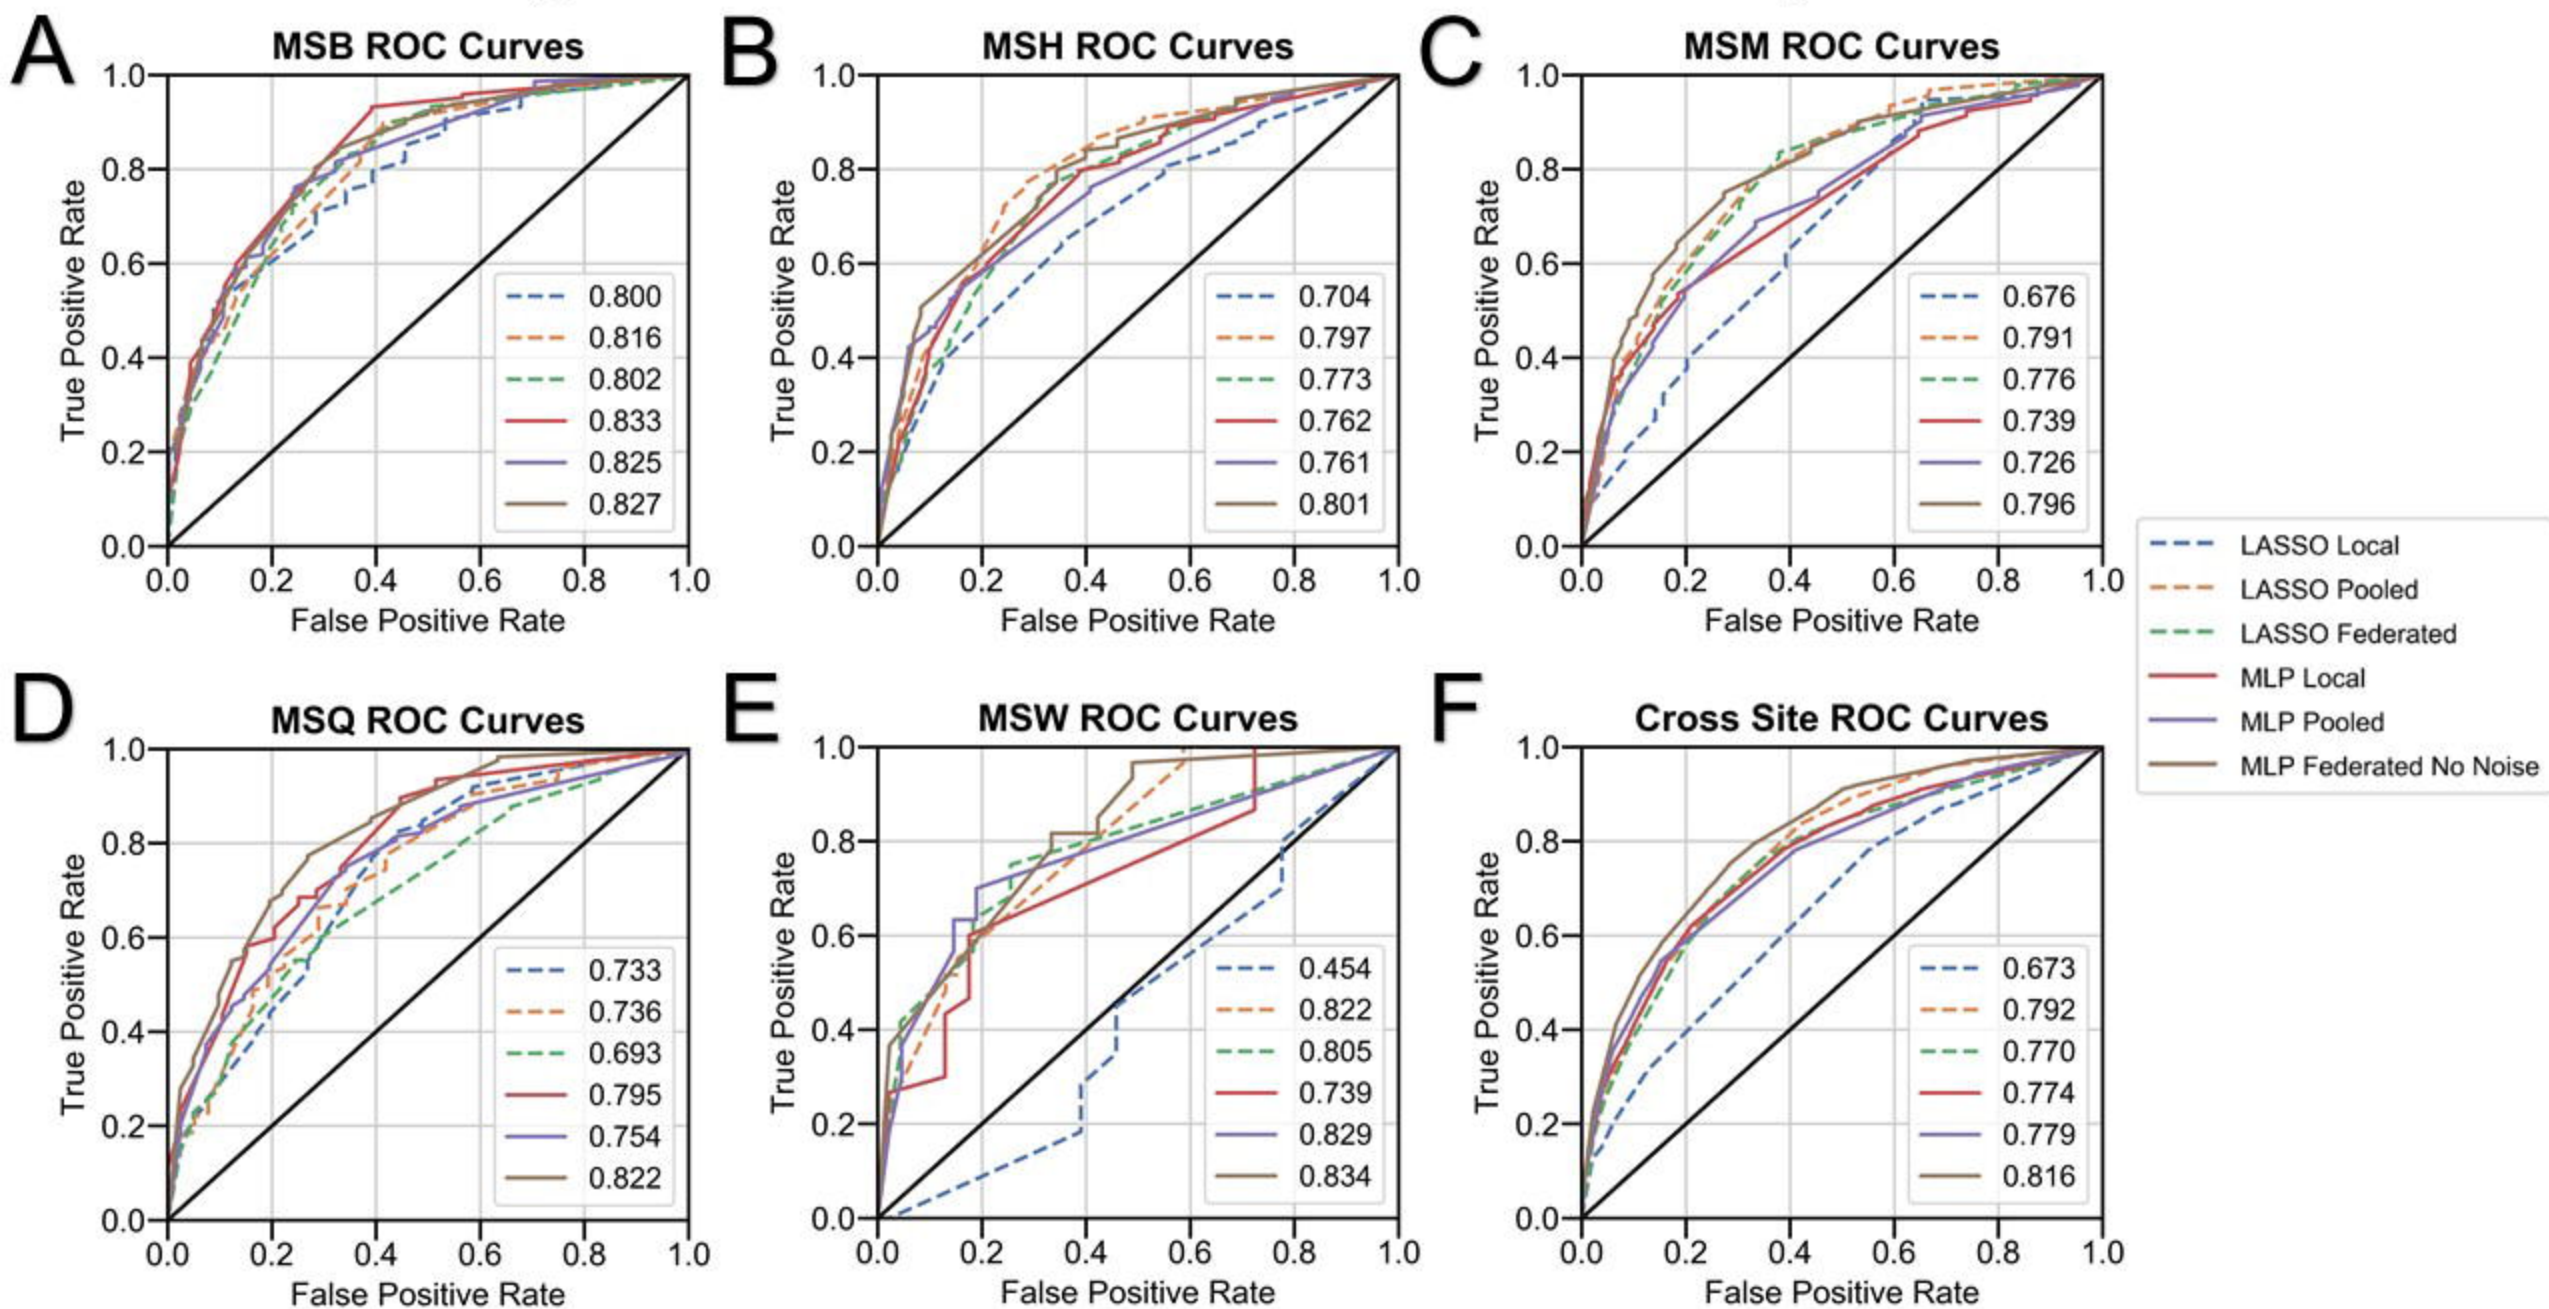 A
MSB ROC Curves
True Positive Rate
1.0
0.8
0.6
0.4
0.2
0.0
0.800
0.816
0.802
0.833
0.825
0.827
0.0 0.2 0.4 0.6 0.8 1.0
False Positive Rate
B
MSH ROC Curves
True Positive Rate
1.0
0.8
0.6
0.4
0.2
0.0
0.704
0.797
0.773
0.762
0.761
0.801
0.0 0.2 0.4 0.6 0.8 1.0
False Positive Rate
C
MSM ROC Curves
True Positive Rate
1.0
0.8
0.6
0.4
0.2
0.0
0.676
0.791
0.776
0.739
0.726
0.796
0.0 0.2 0.4 0.6 0.8 1.0
False Positive Rate
LASSO Local
LASSO Pooled
LASSO Federated
MLP Local
MLP Pooled
MLP Federated No Noise
D
MSQ ROC Curves
True Positive Rate
1.0
0.8
0.6
0.4
0.2
0.0
0.733
0.736
0.693
0.795
0.754
0.822
0.0 0.2 0.4 0.6 0.8 1.0
False Positive Rate
E
MSW ROC Curves
True Positive Rate
1.0
0.8
0.6
0.4
0.2
0.0
0.454
0.822
0.805
0.739
0.829
0.834
0.0 0.2 0.4 0.6 0.8 1.0
False Positive Rate
F
Cross Site ROC Curves
True Positive Rate
1.0
0.8
0.6
0.4
0.2
0.0
0.673
0.792
0.770
0.774
0.779
0.816
0.0 0.2 0.4 0.6 0.8 1.0
False Positive Rate